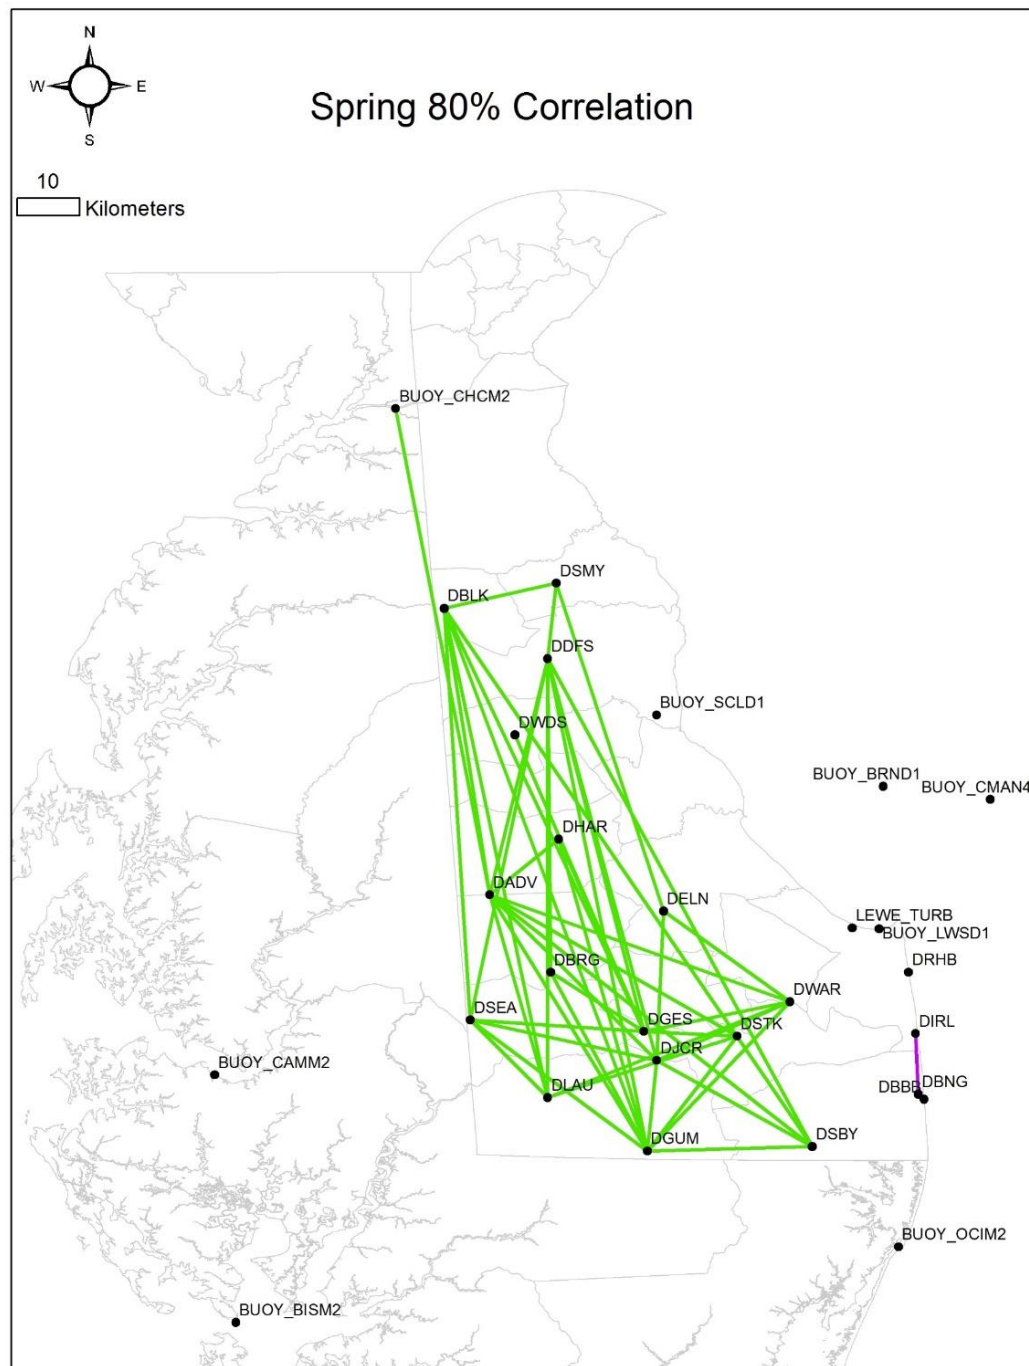 N
W E
S
Spring 80% Correlation
10
Kilometers
BUOY_CHCM2
DSMY
DBLK
DDFS
BUOY_SCLD1
DWDS
BUOY_BRND1
BUOY_CMAN4
DHAR
DADV
DELN
LEWE_TURB
BUOY_LWSD1
DBRG
DRHB
DWAR
DSEA
DGES
DSTK
DIRL
DJCR
BUOY_CAMM2
DLAU
DBBB
DBNG
DGUM
DSBY
BUOY_OCIM2
BUOY_BISM2